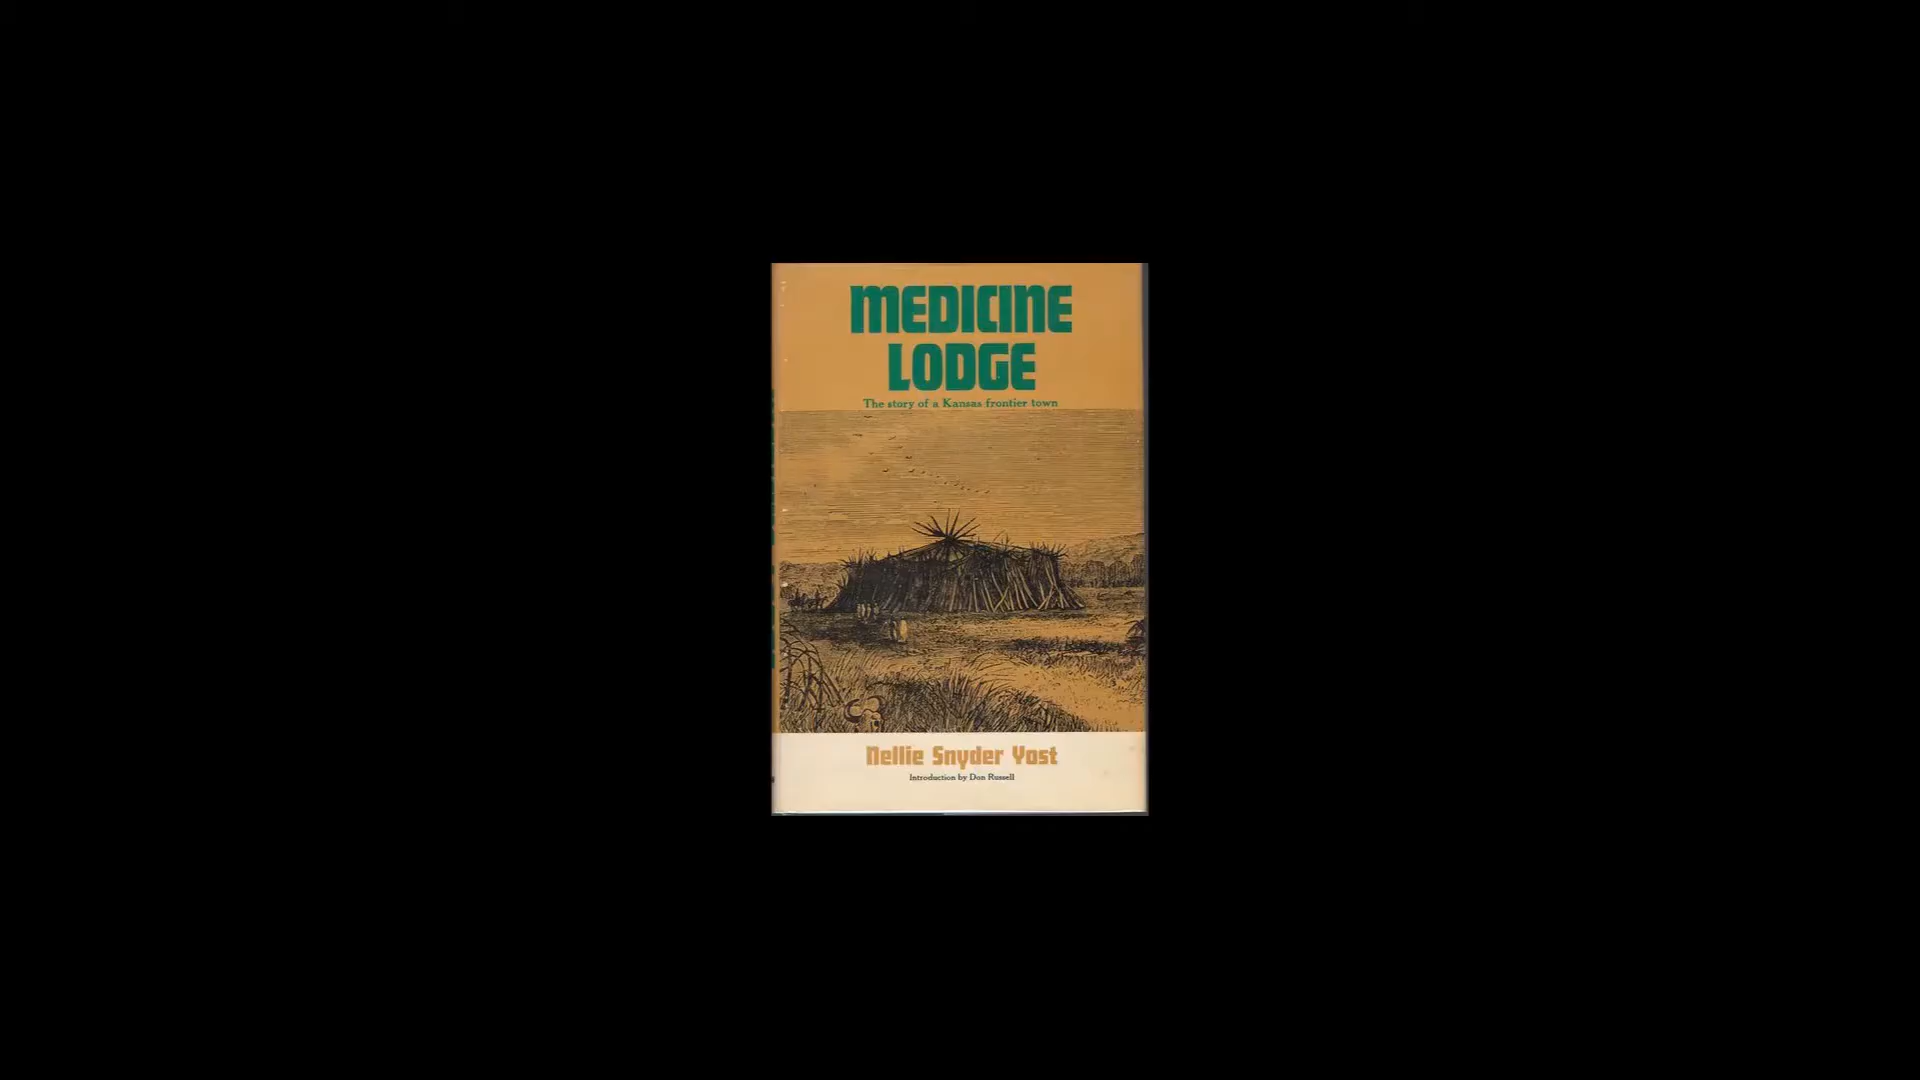 MEDICINE
LODGE
The story of a Kansas frontier town
Nellie Snyder Yost
Introduction by Don Russell